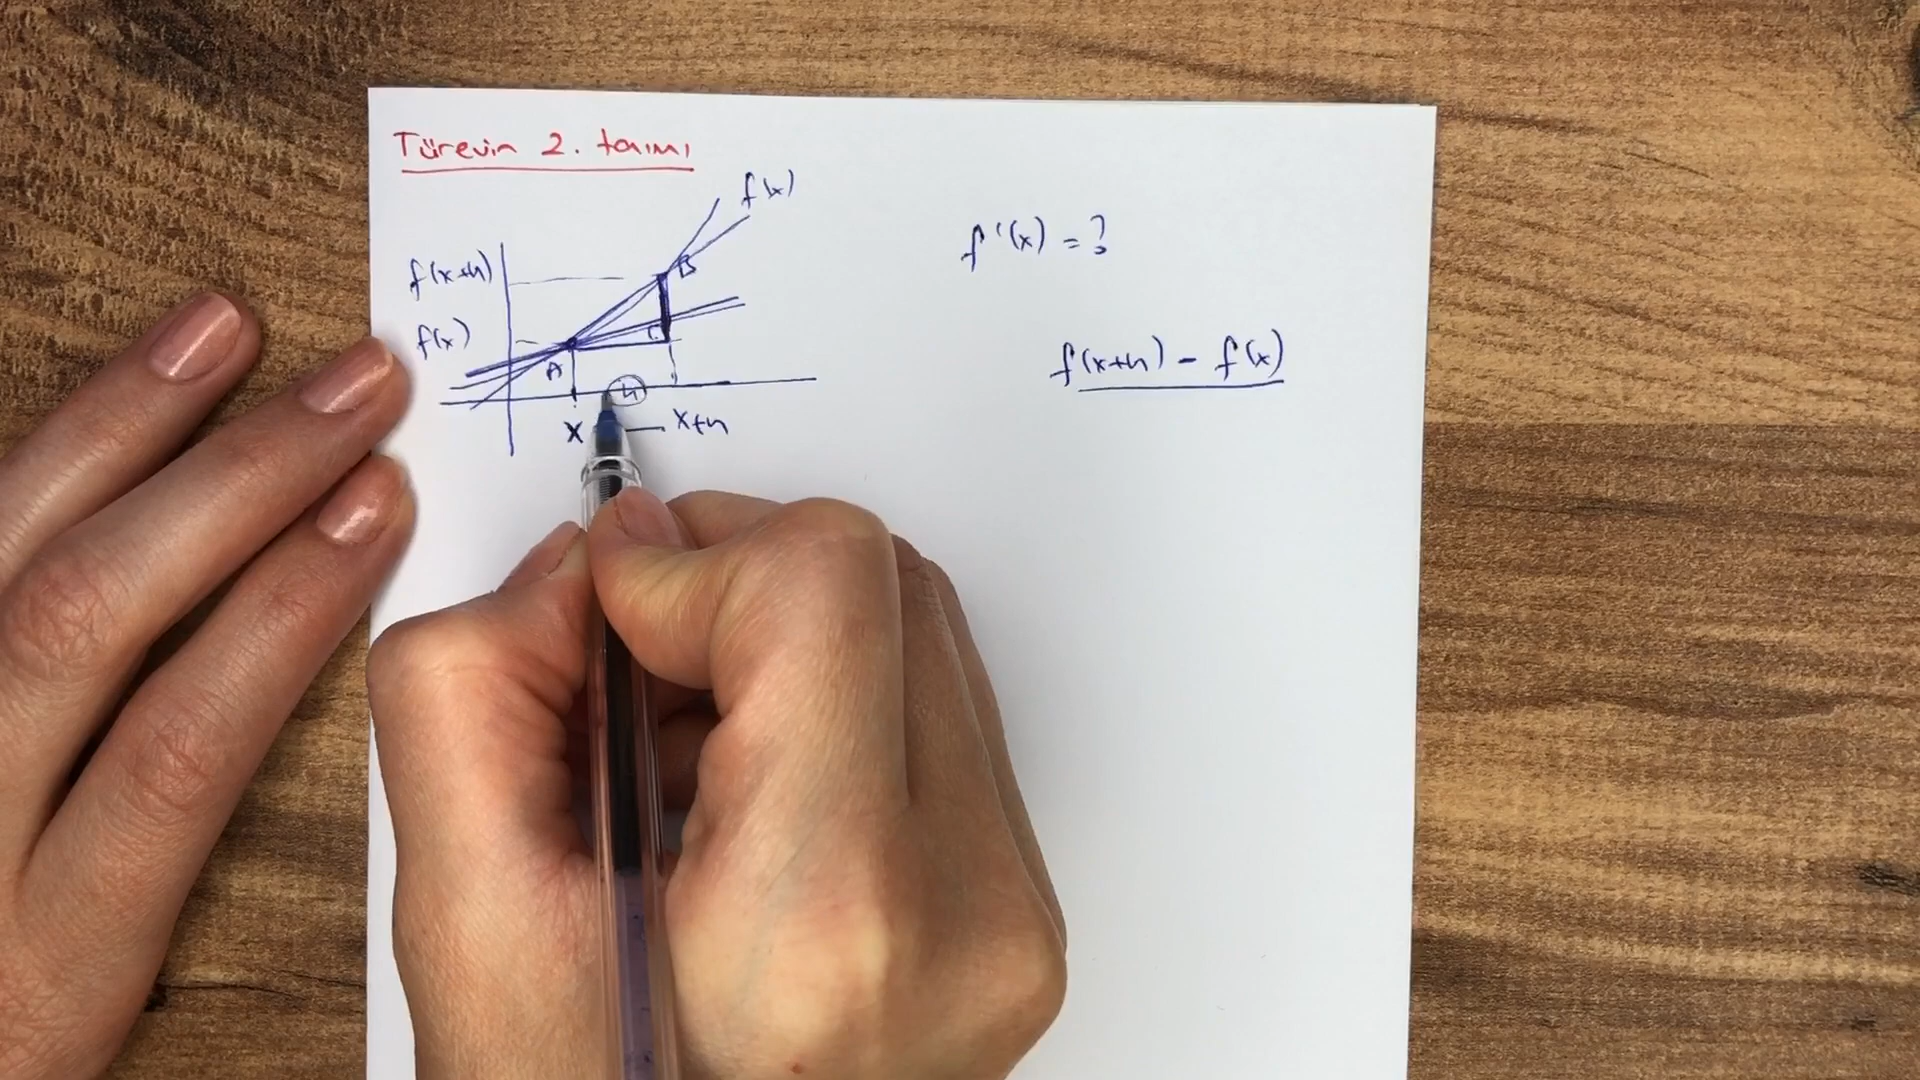 Türevin 2. tanımı
f(x)
f'(x) = ?
f(x+h)
B
f(x)
C
A
f(x+h) - f(x)
h
x
x+h